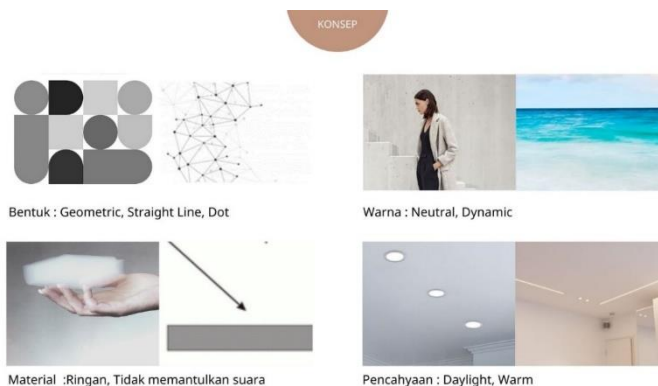 KONSEP
Bentuk : Geometric, Straight Line, Dot
Warna : Neutral, Dynamic
Material :Ringan, Tidak memantulkan suara
Pencahyaan : Daylight, Warm